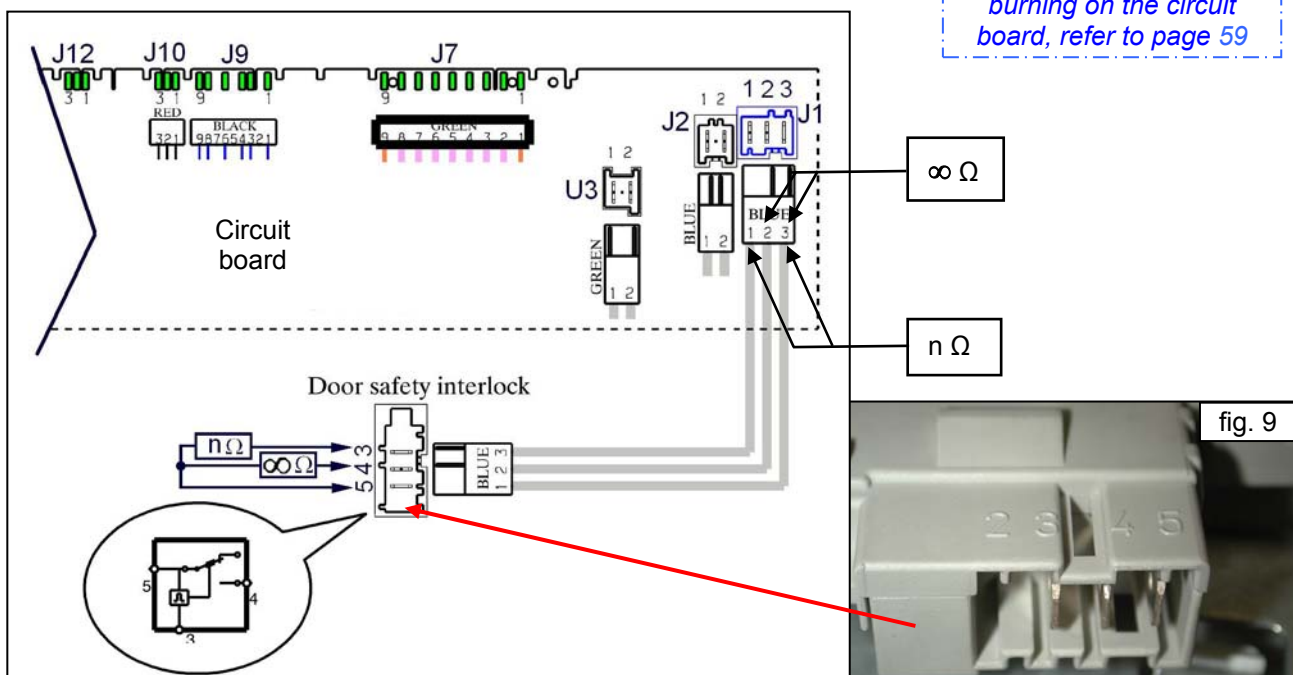 burning on the circuit
board, refer to page 59
J12 J10 J9 J7
3 1 3 1 9 1 9 1
RED BLACK GREEN
321 987654321 9 8 7 6 5 4 3 2 1
1 2 1 2 3
J2 J1
1 2
U3
∞ Ω
BLUE BLUE
1 2 1 2 3
Circuit
board
GREEN
1 2
n Ω
Door safety interlock
nΩ 3
∞Ω 4
5
BLUE
1 2 3
5 4
3
fig. 9
2 3 4 5